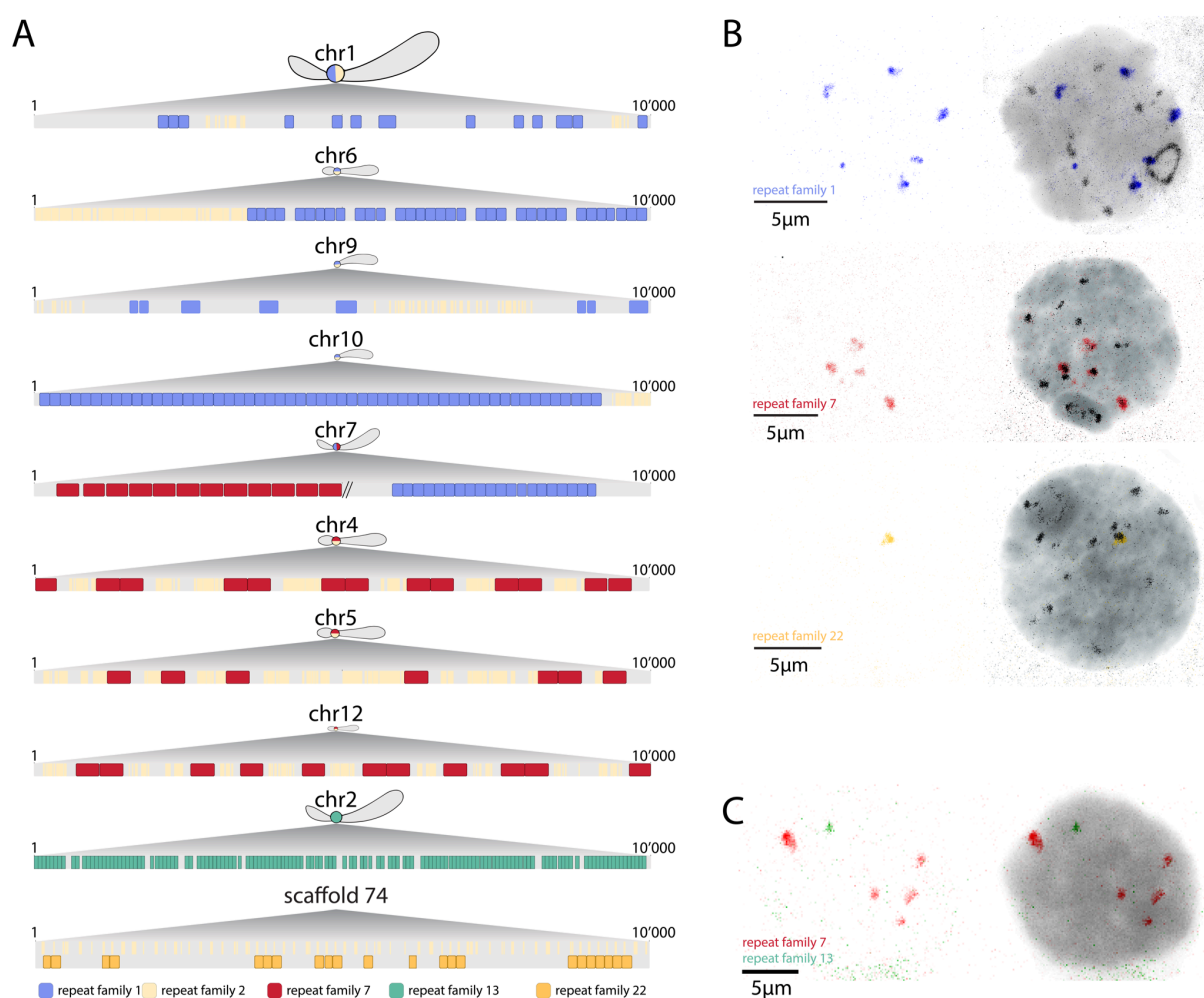 A
chr1
1 10’000
chr6
1 10’000
chr9
1 10’000
chr10
1 10’000
chr7
1 10’000
chr4
1 10’000
chr5
1 10’000
chr12
1 10’000
chr2
1 10’000
scaffold 74
1 10’000
repeat family 1 repeat family 2 repeat family 7 repeat family 13 repeat family 22
B
repeat family 1
5μm
repeat family 7
5μm
repeat family 22
5μm
C
repeat family 7
repeat family 13
5μm